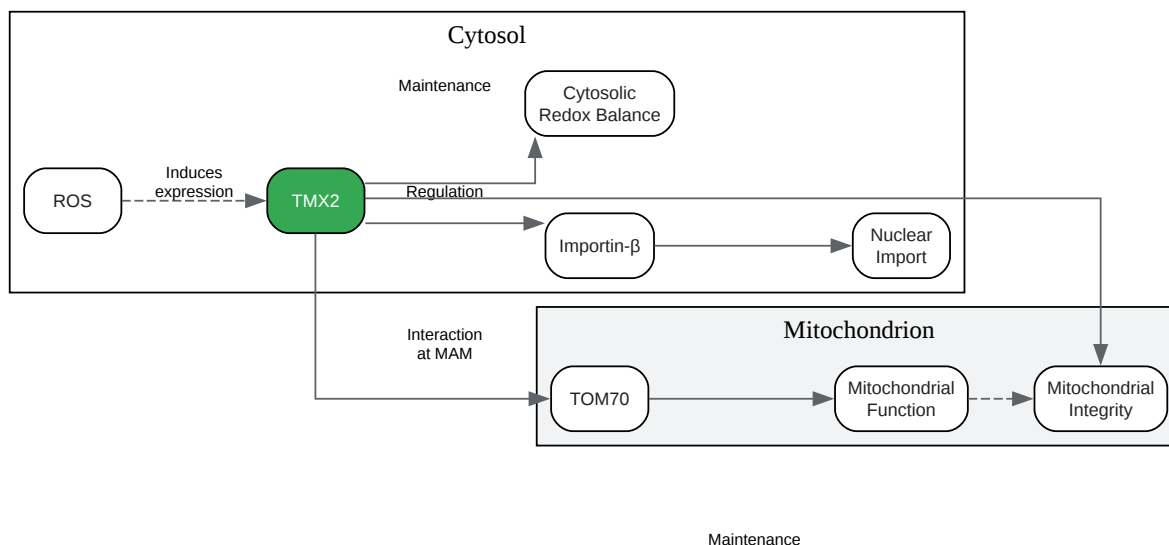 Cytosol
Maintenance
Cytosolic
Redox Balance
Induces
expression
ROS
TMX2
Regulation
Importin-β
Nuclear
Import
Interaction
at MAM
Mitochondrion
TOM70
Mitochondrial
Function
Mitochondrial
Integrity
Maintenance